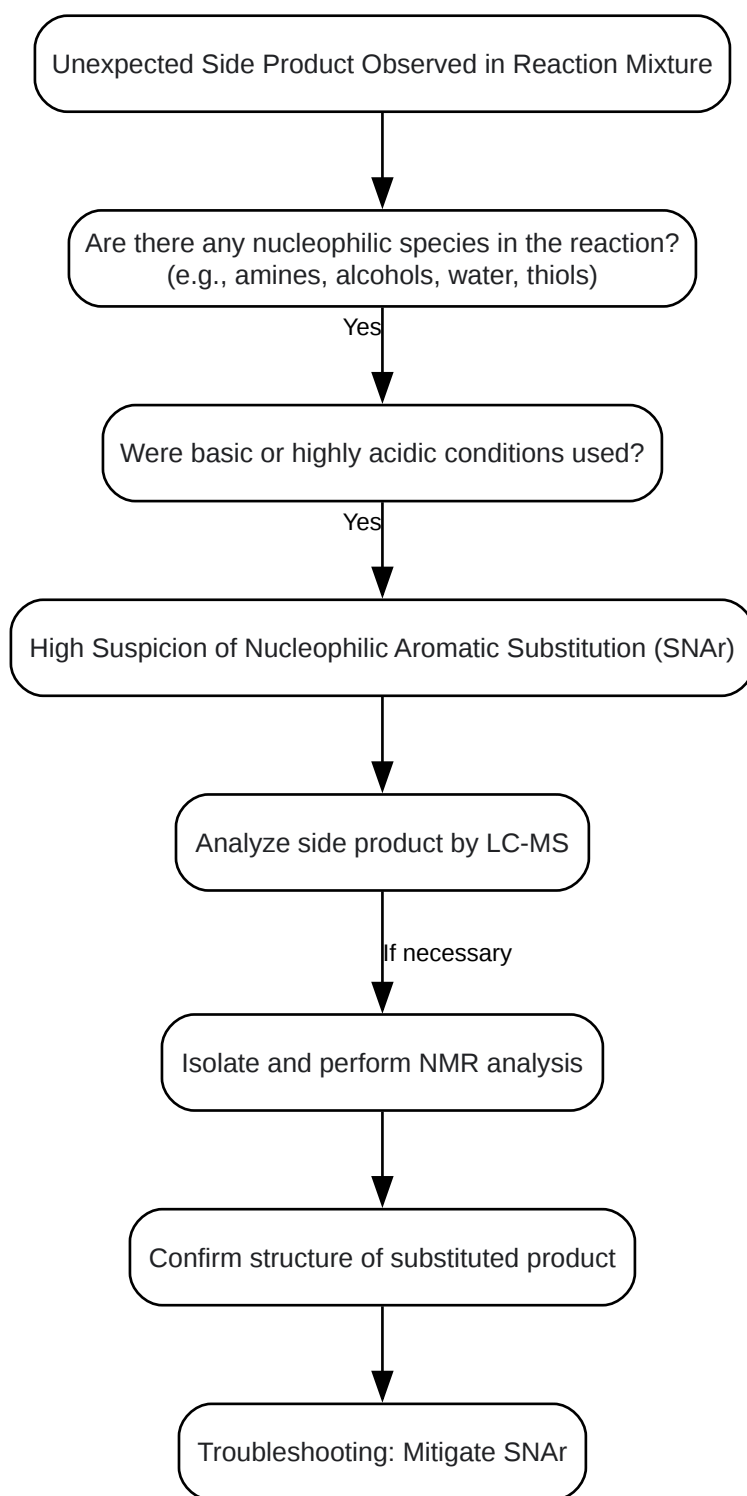 Unexpected Side Product Observed in Reaction Mixture
Are there any nucleophilic species in the reaction?
(e.g., amines, alcohols, water, thiols)
Yes
Were basic or highly acidic conditions used?
Yes
High Suspicion of Nucleophilic Aromatic Substitution (SNAr)
Analyze side product by LC-MS
If necessary
Isolate and perform NMR analysis
Confirm structure of substituted product
Troubleshooting: Mitigate SNAr